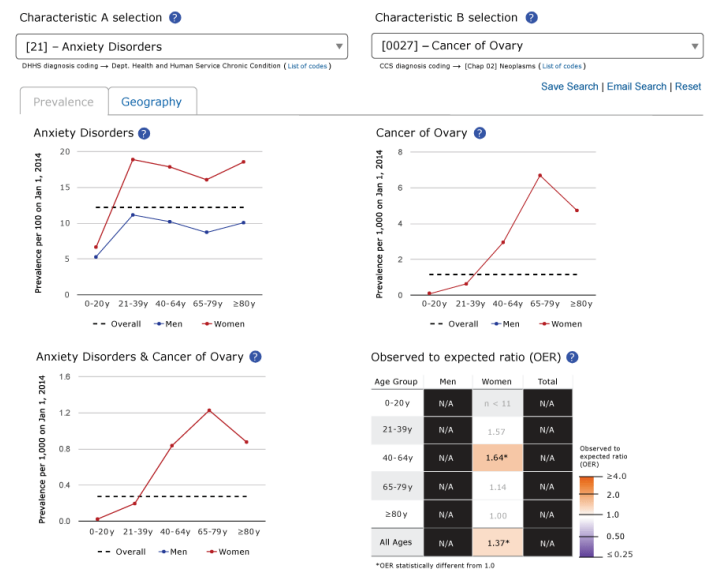 Characteristic A selection ?
Characteristic B selection ?
[21] – Anxiety Disorders
[0027] – Cancer of Ovary
DHHS diagnosis coding → Dept. Health and Human Service Chronic Condition ( List of codes )
CCS diagnosis coding → [Chap 02] Neoplasms ( List of codes )
Save Search | Email Search | Reset
Prevalence
Geography
Anxiety Disorders ?
Prevalence per 100 on Jan 1, 2014
20
15
10
5
0
0-20y 21-39y 40-64y 65-79y ≥80y
Overall Men Women
Cancer of Ovary ?
Prevalence per 1,000 on Jan 1, 2014
8
6
4
2
0
0-20y 21-39y 40-64y 65-79y ≥80y
Overall Men Women
Anxiety Disorders & Cancer of Ovary ?
Prevalence per 1,000 on Jan 1, 2014
1.6
1.2
0.8
0.4
0.0
0-20y 21-39y 40-64y 65-79y ≥80y
Overall Men Women
Observed to expected ratio (OER) ?
Age Group Men Women Total
0-20y N/A n < 11 N/A
21-39y N/A 1.57 N/A
40-64y N/A 1.64* N/A
65-79y N/A 1.14 N/A
≥80y N/A 1.00 N/A
All Ages N/A 1.37* N/A
*OER statistically different from 1.0
Observed to
expected ratio
(OER)
≥4.0
2.0
1.0
0.50
≤0.25